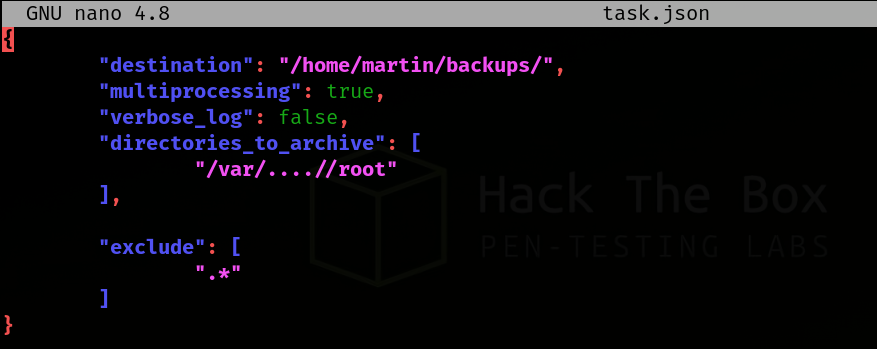 GNU nano 4.8 task.json
{
"destination": "/home/martin/backups/",
"multiprocessing": true,
"verbose_log": false,
"directories_to_archive": [
"/var/....//root"
],
"exclude": [
".*"
]
}
Hack The Box
PEN-TESTING LABS